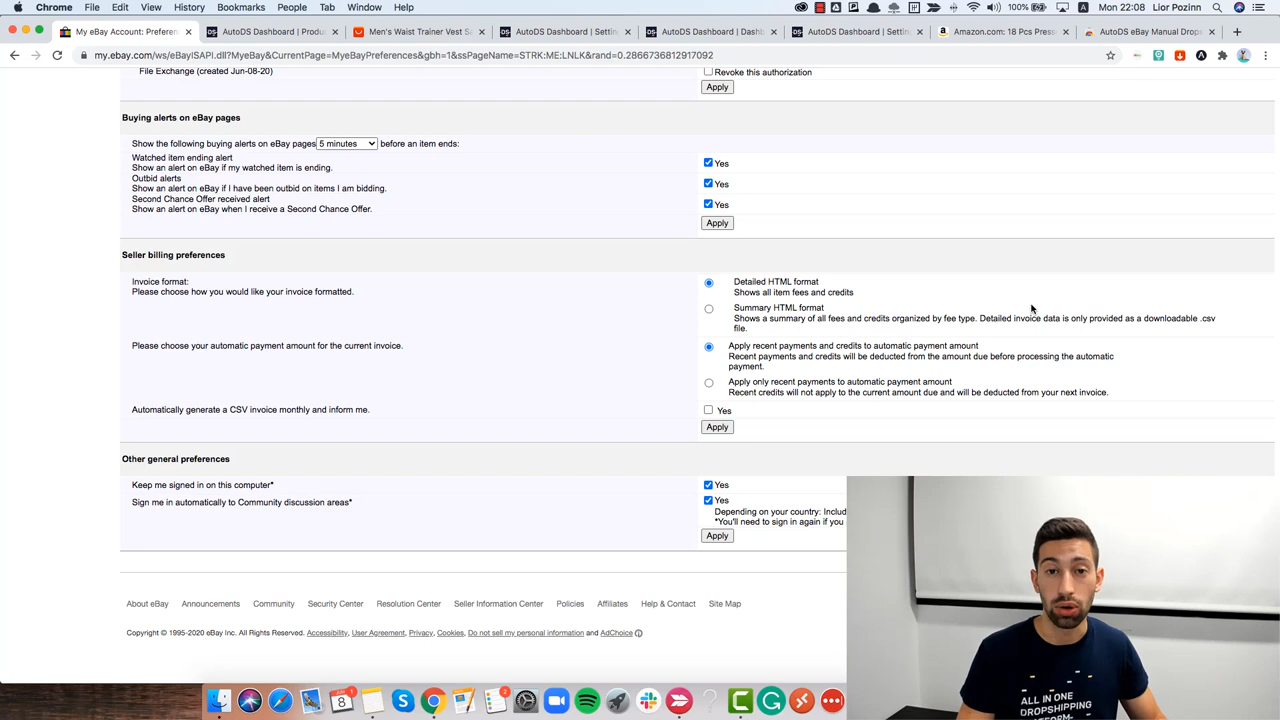 Chrome File Edit View History Bookmarks People Tab Window Help 100% Mon 22:08 Lior Pozinn
My eBay Account: Preferen AutoDS Dashboard | Produ Men's Waist Trainer Vest Sa AutoDS Dashboard | Settin AutoDS Dashboard | Dashb AutoDS Dashboard | Settin Amazon.com: 18 Pcs Press AutoDS eBay Manual Drops
my.ebay.com/ws/eBayISAPI.dll?MyeBay&CurrentPage=MyeBayPreferences&gbh=1&ssPageName=STRK:ME:LNLK&rand=0.2866736812917092
File Exchange (created Jun-08-20) Revoke this authorization
Apply
Buying alerts on eBay pages
Show the following buying alerts on eBay pages 5 minutes before an item ends:
Watched item ending alert
Show an alert on eBay if my watched item is ending. Yes
Outbid alerts
Show an alert on eBay if I have been outbid on items I am bidding. Yes
Second Chance Offer received alert
Show an alert on eBay when I receive a Second Chance Offer. Yes
Apply
Seller billing preferences
Invoice format:
Please choose how you would like your invoice formatted.
Detailed HTML format
Shows all item fees and credits
Summary HTML format
Shows a summary of all fees and credits organized by fee type. Detailed invoice data is only provided as a downloadable .csv
file.
Please choose your automatic payment amount for the current invoice.
Apply recent payments and credits to automatic payment amount
Recent payments and credits will be deducted from the amount due before processing the automatic
payment.
Apply only recent payments to automatic payment amount
Recent credits will not apply to the current amount due and will be deducted from your next invoice.
Automatically generate a CSV invoice monthly and inform me. Yes
Apply
Other general preferences
Keep me signed in on this computer* Yes
Sign me in automatically to Community discussion areas* Yes
Depending on your country: Includ
*You'll need to sign in again if you
Apply
About eBay Announcements Community Security Center Resolution Center Seller Information Center Policies Affiliates Help & Contact Site Map
Copyright © 1995-2020 eBay Inc. All Rights Reserved. Accessibility, User Agreement, Privacy, Cookies, Do not sell my personal information and AdChoice
ALL IN ONE
DROPSHIPPING
PLATFORM